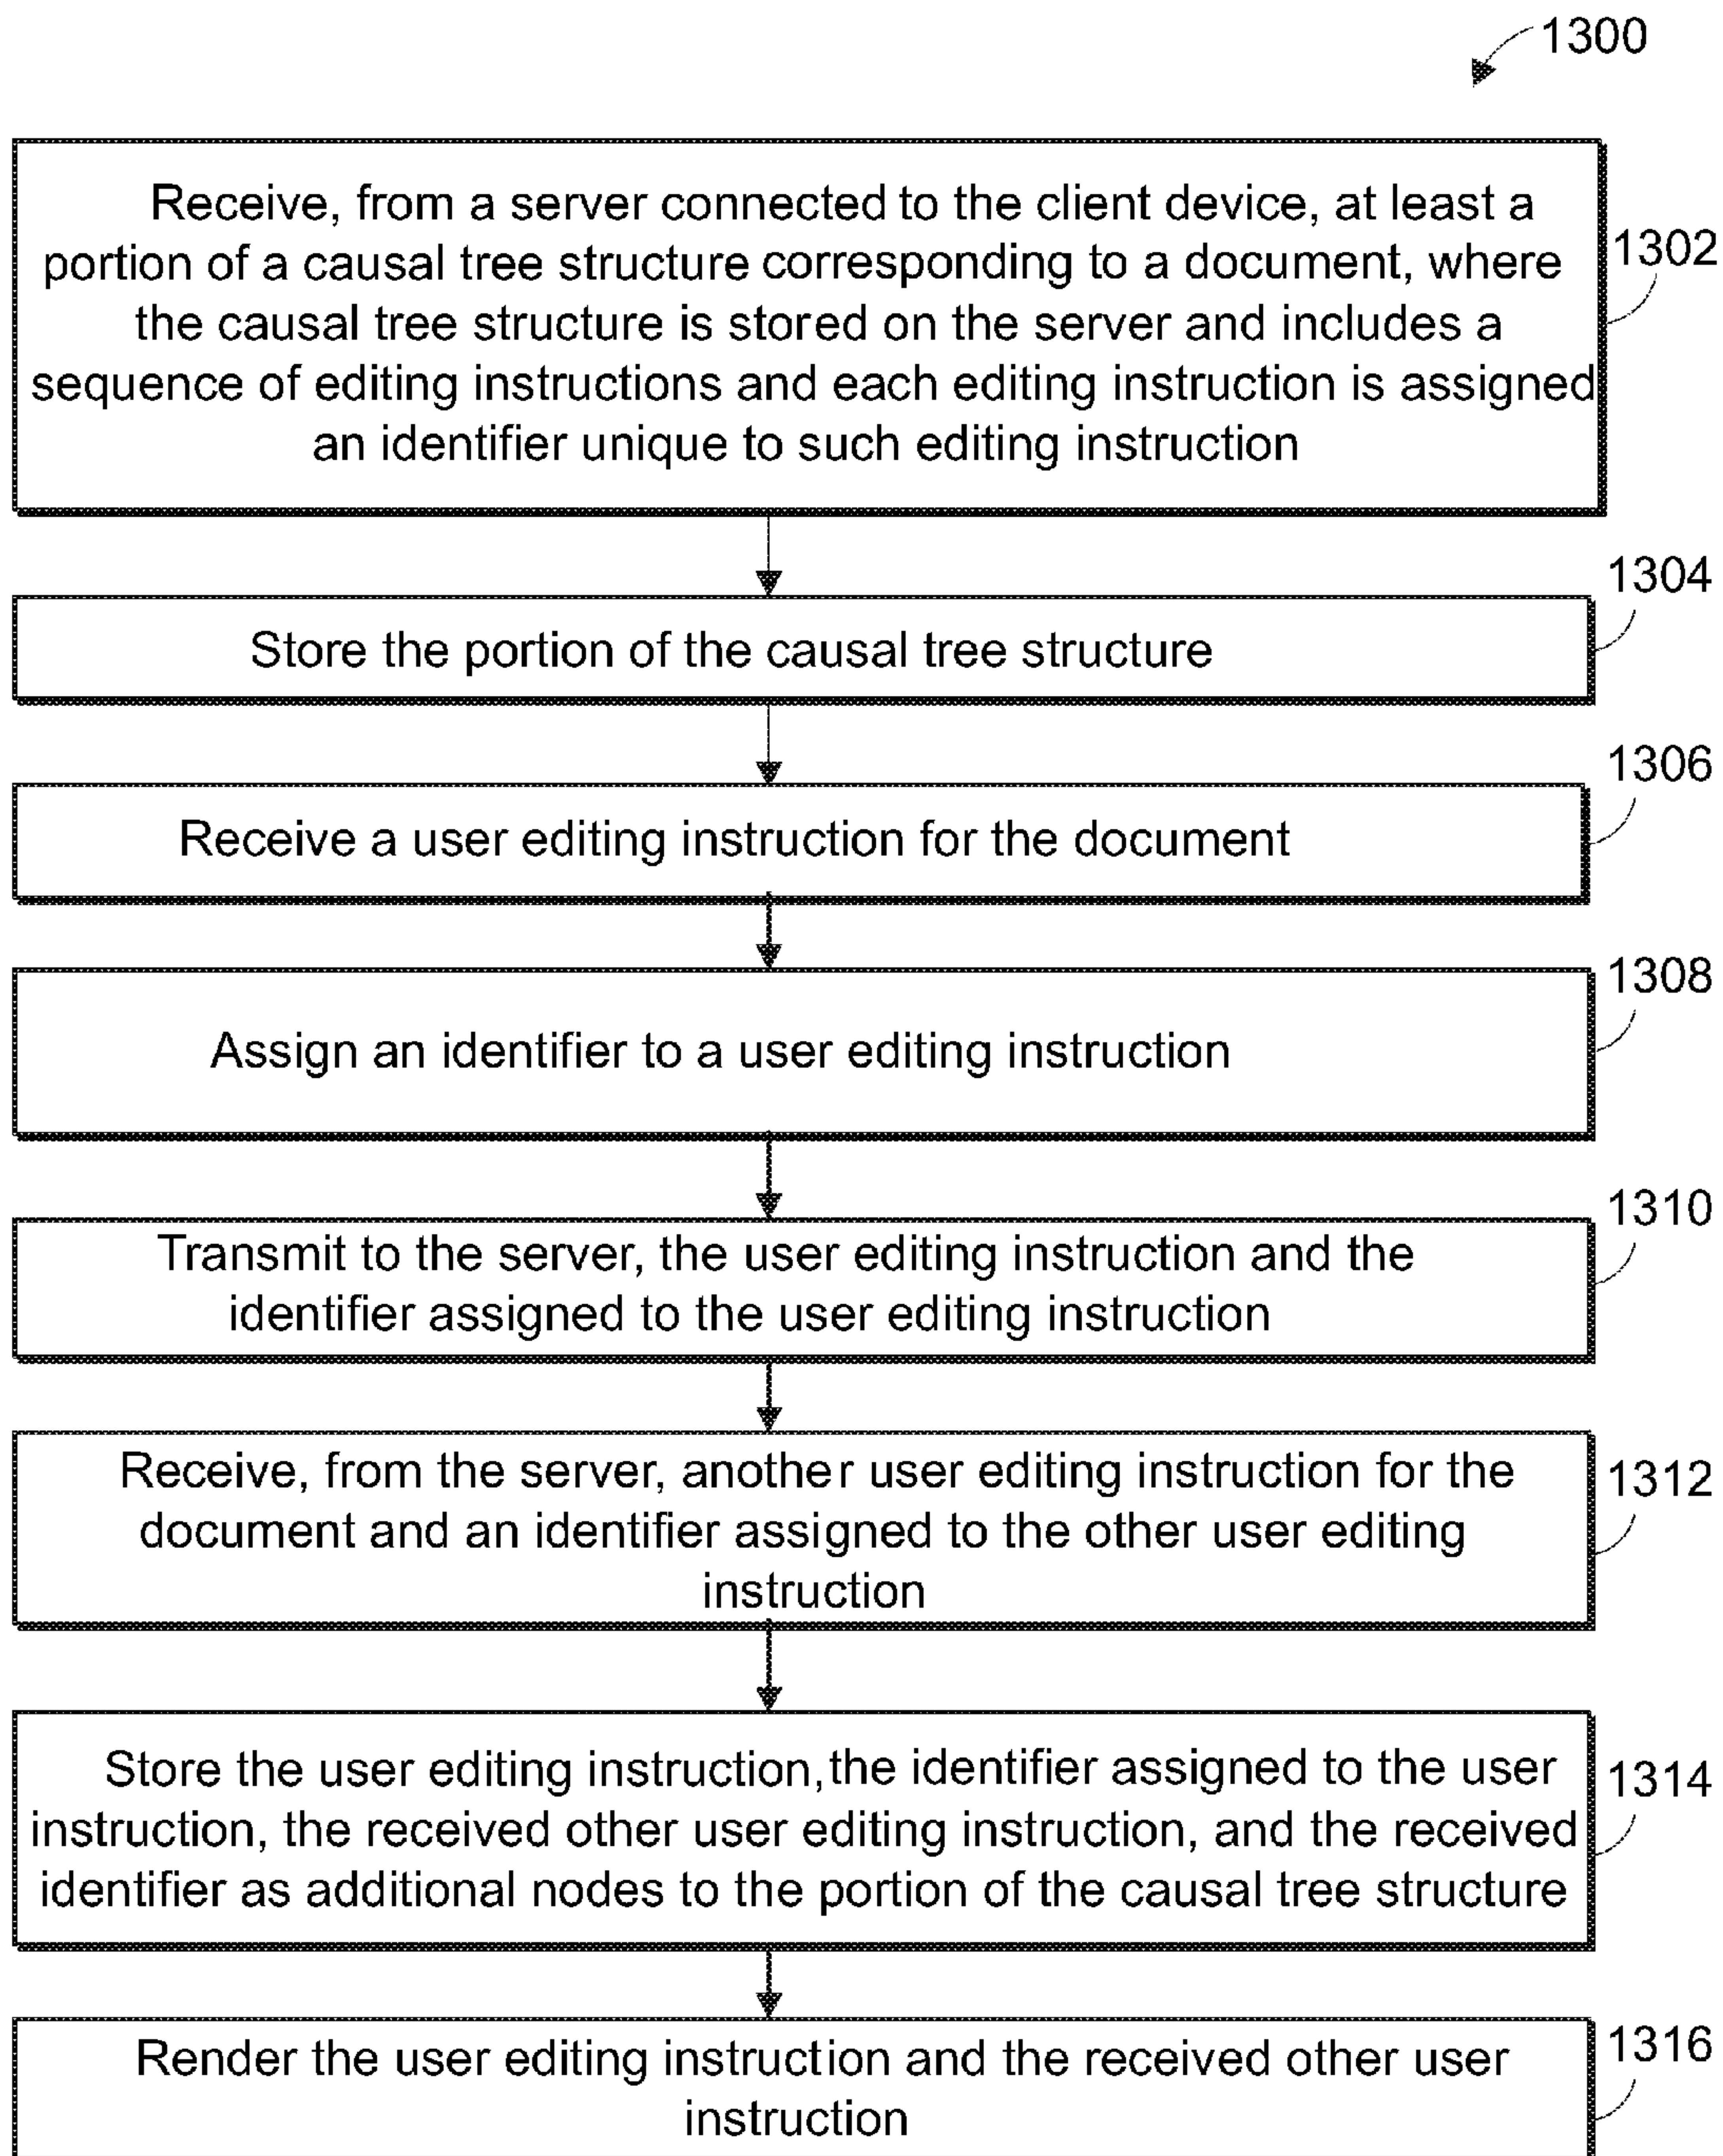 1300
Receive, from a server connected to the client device, at least a
portion of a causal tree structure corresponding to a document, where
the causal tree structure is stored on the server and includes a
sequence of editing instructions and each editing instruction is assigned
an identifier unique to such editing instruction
1302
Store the portion of the causal tree structure
1304
Receive a user editing instruction for the document
1306
Assign an identifier to a user editing instruction
1308
Transmit to the server, the user editing instruction and the
identifier assigned to the user editing instruction
1310
Receive, from the server, another user editing instruction for the
document and an identifier assigned to the other user editing
instruction
1312
Store the user editing instruction, the identifier assigned to the user
instruction, the received other user editing instruction, and the received
identifier as additional nodes to the portion of the causal tree structure
1314
Render the user editing instruction and the received other user
instruction
1316